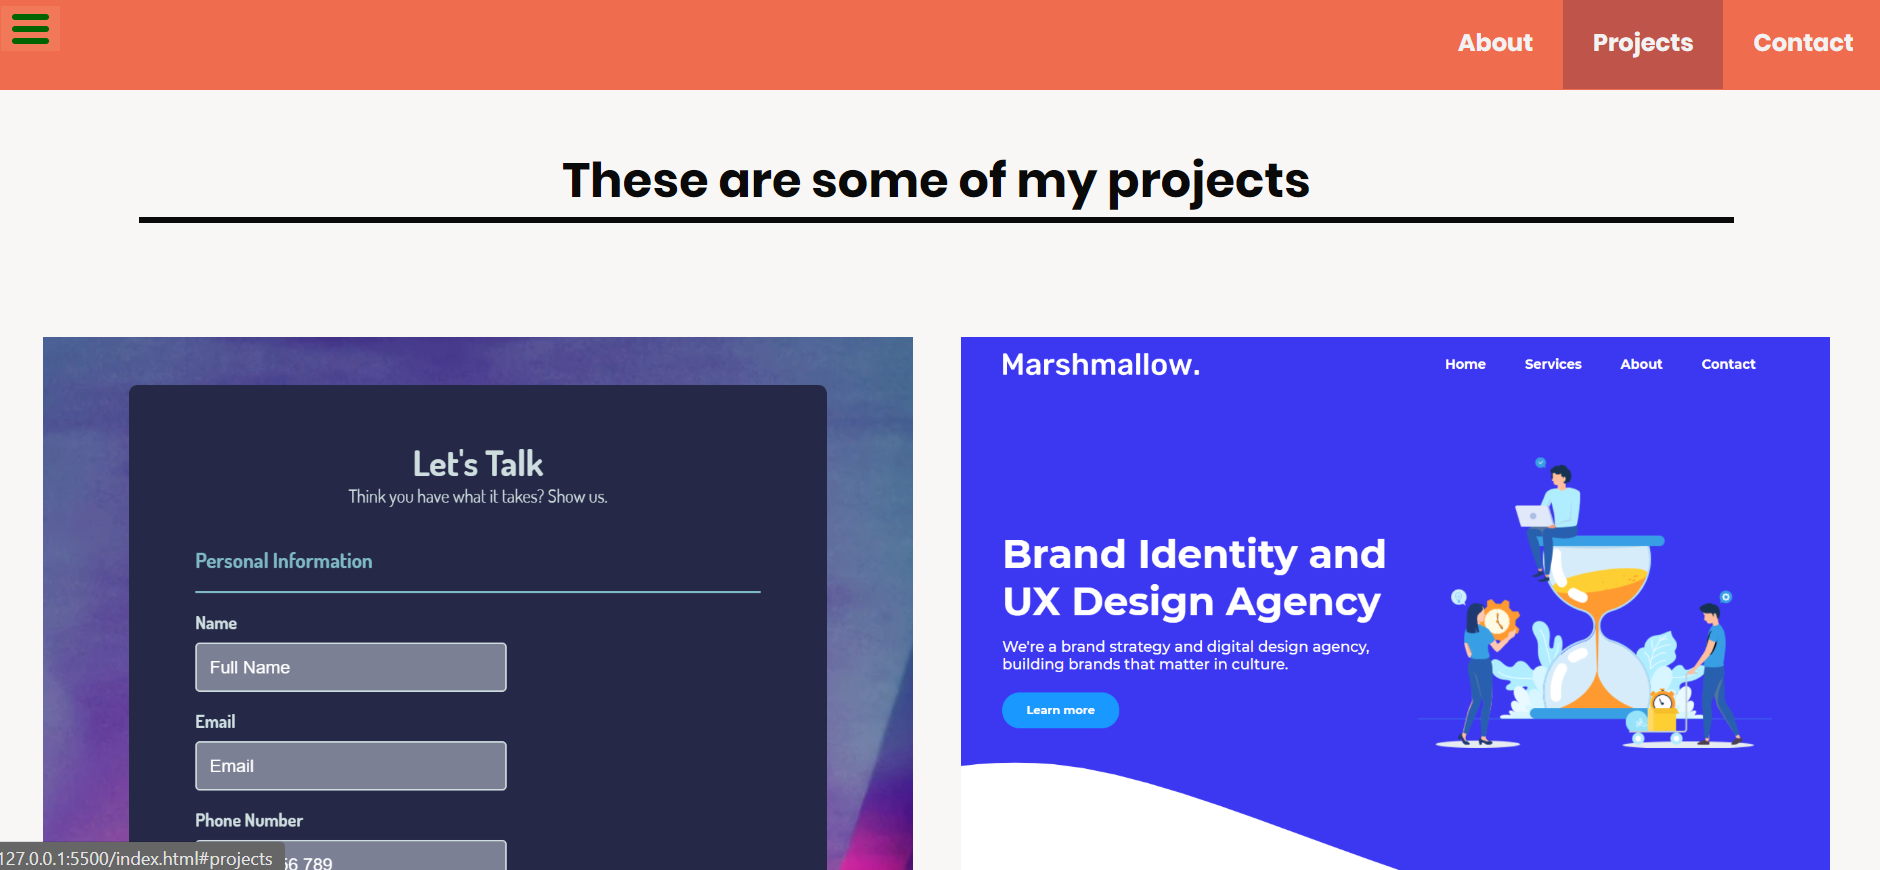 About Projects Contact
These are some of my projects
Let's Talk
Think you have what it takes? Show us.
Personal Information
Name
Full Name
Email
Email
Phone Number
56 789
Marshmallow.
Home Services About Contact
Brand Identity and
UX Design Agency
We're a brand strategy and digital design agency,
building brands that matter in culture.
Learn more
127.0.0.1:5500/index.html#projects